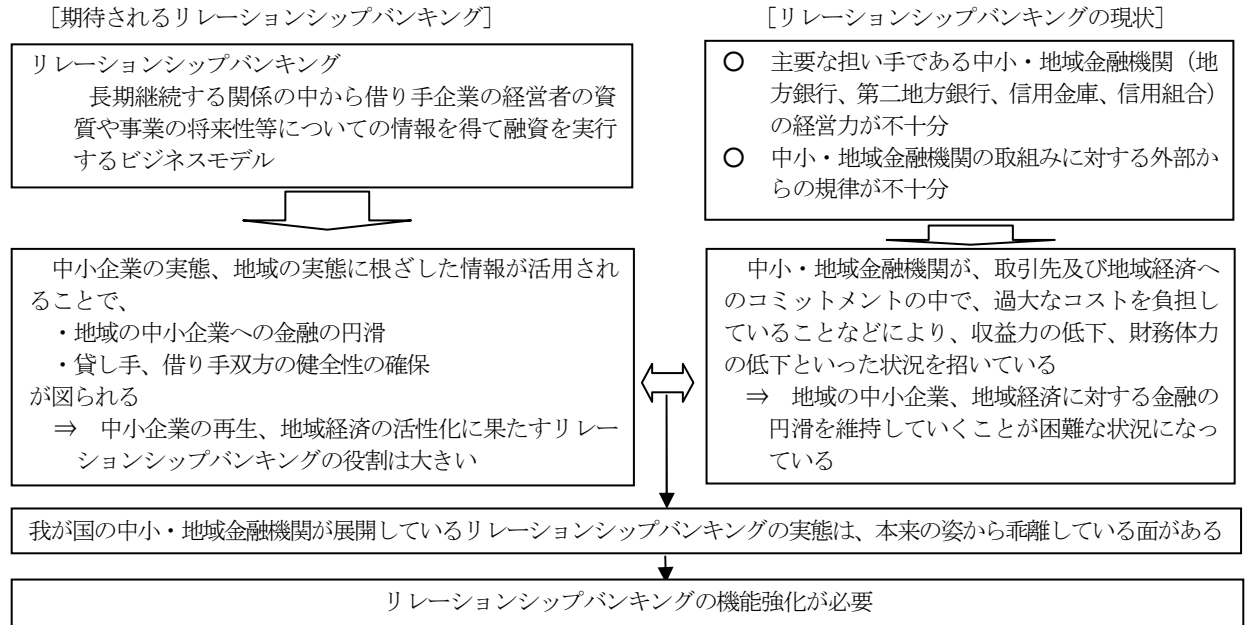 ［期待されるリレーションシップバンキング］
リレーションシップバンキング
長期継続する関係の中から借り手企業の経営者の資
質や事業の将来性等についての情報を得て融資を実行
するビジネスモデル
中小企業の実態、地域の実態に根ざした情報が活用され
ることで、
・地域の中小企業への金融の円滑
・貸し手、借り手双方の健全性の確保
が図られる
⇒ 中小企業の再生、地域経済の活性化に果たすリレー
ションシップバンキングの役割は大きい
［リレーションシップバンキングの現状］
○ 主要な担い手である中小・地域金融機関（地
方銀行、第二地方銀行、信用金庫、信用組合）
の経営力が不十分
○ 中小・地域金融機関の取組みに対する外部か
らの規律が不十分
中小・地域金融機関が、取引先及び地域経済へ
のコミットメントの中で、過大なコストを負担し
ていることなどにより、収益力の低下、財務体力
の低下といった状況を招いている
⇒ 地域の中小企業、地域経済に対する金融の
円滑を維持していくことが困難な状況になっ
ている
我が国の中小・地域金融機関が展開しているリレーションシップバンキングの実態は、本来の姿から乖離している面がある
リレーションシップバンキングの機能強化が必要